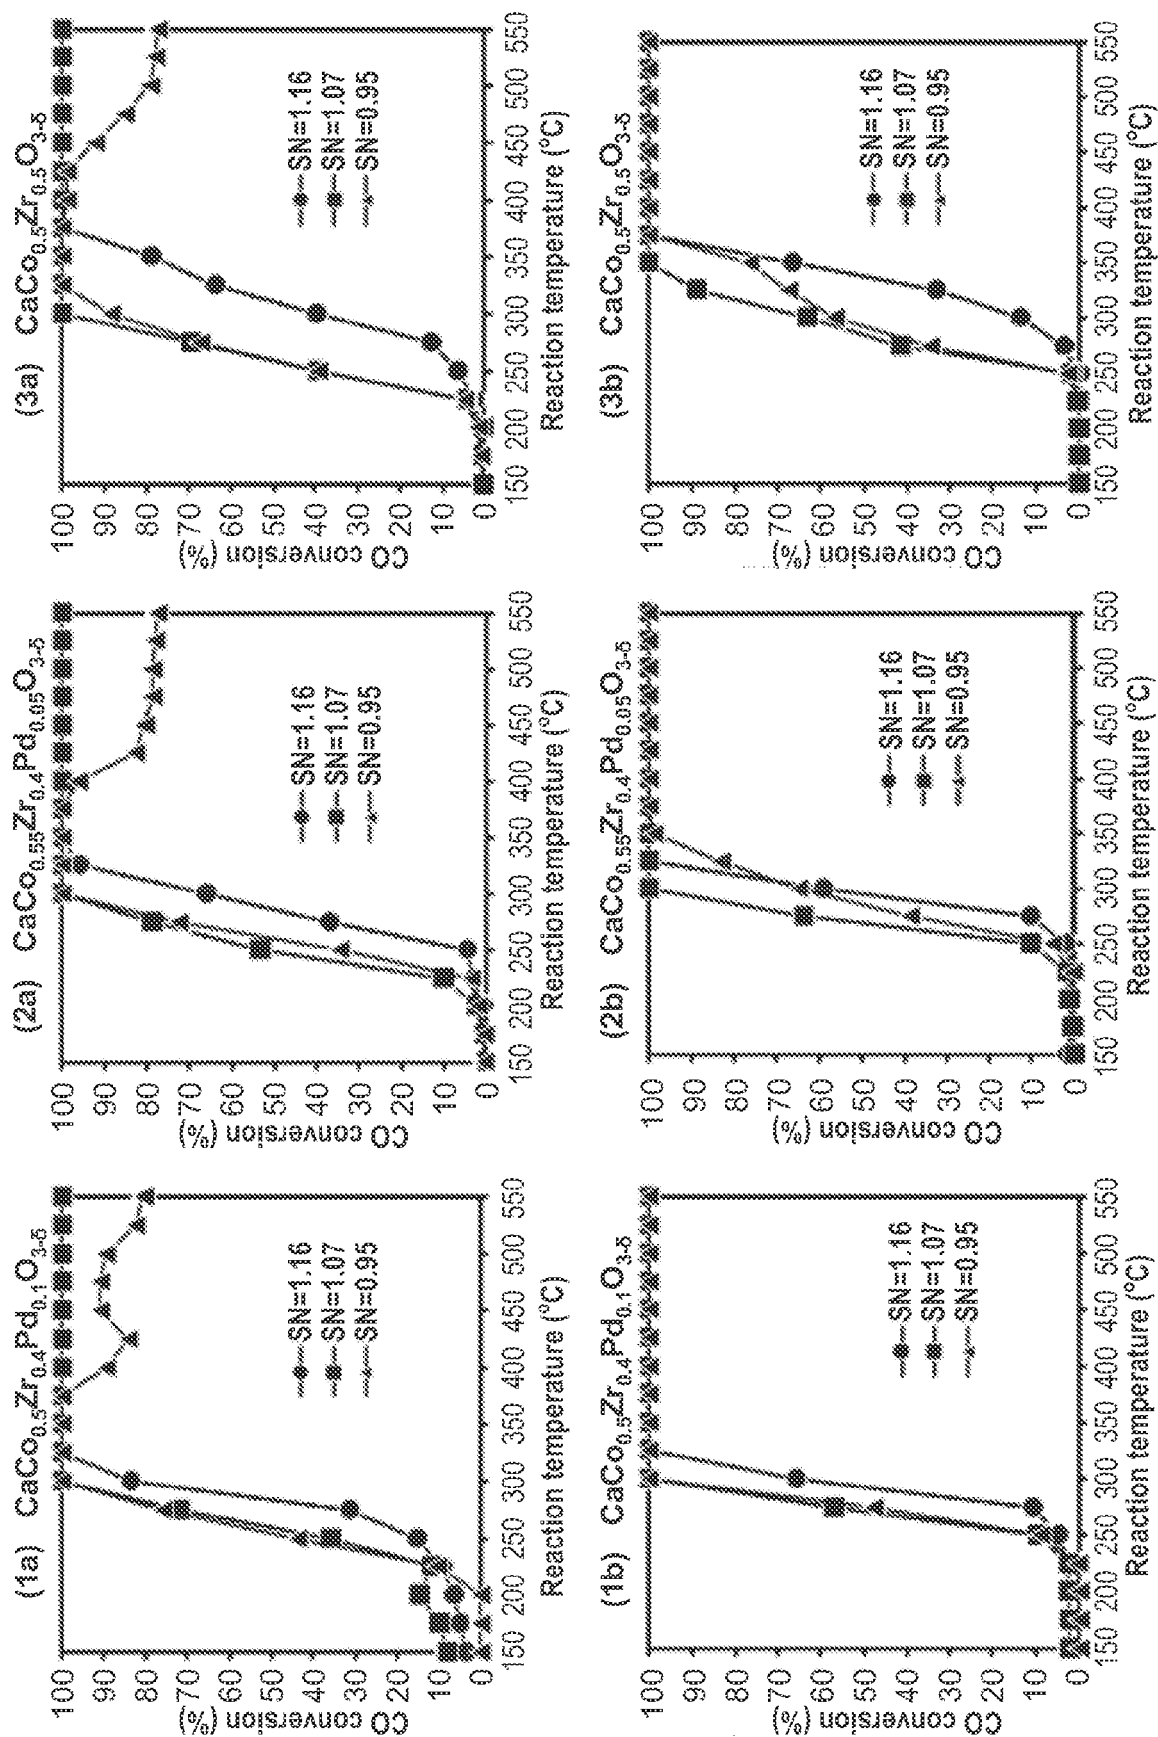 (1a) CaCo0.5Zr0.4Pd0.1O3-δ
CO conversion (%)
100
90
80
70
60
50
40
30
20
10
0
SN=1.16
SN=1.07
SN=0.95
150 200 250 300 350 400 450 500 550
Reaction temperature (°C)
(2a) CaCo0.55Zr0.4Pd0.05O3-δ
CO conversion (%)
100
90
80
70
60
50
40
30
20
10
0
SN=1.16
SN=1.07
SN=0.95
150 200 250 300 350 400 450 500 550
Reaction temperature (°C)
(3a) CaCo0.5Zr0.5O3-δ
CO conversion (%)
100
90
80
70
60
50
40
30
20
10
0
SN=1.16
SN=1.07
SN=0.95
150 200 250 300 350 400 450 500 550
Reaction temperature (°C)
(1b) CaCo0.5Zr0.4Pd0.1O3-δ
CO conversion (%)
100
90
80
70
60
50
40
30
20
10
0
SN=1.16
SN=1.07
SN=0.95
150 200 250 300 350 400 450 500 550
Reaction temperature (°C)
(2b) CaCo0.55Zr0.4Pd0.05O3-δ
CO conversion (%)
100
90
80
70
60
50
40
30
20
10
0
SN=1.16
SN=1.07
SN=0.95
150 200 250 300 350 400 450 500 550
Reaction temperature (°C)
(3b) CaCo0.5Zr0.5O3-δ
CO conversion (%)
100
90
80
70
60
50
40
30
20
10
0
SN=1.16
SN=1.07
SN=0.95
150 200 250 300 350 400 450 500 550
Reaction temperature (°C)